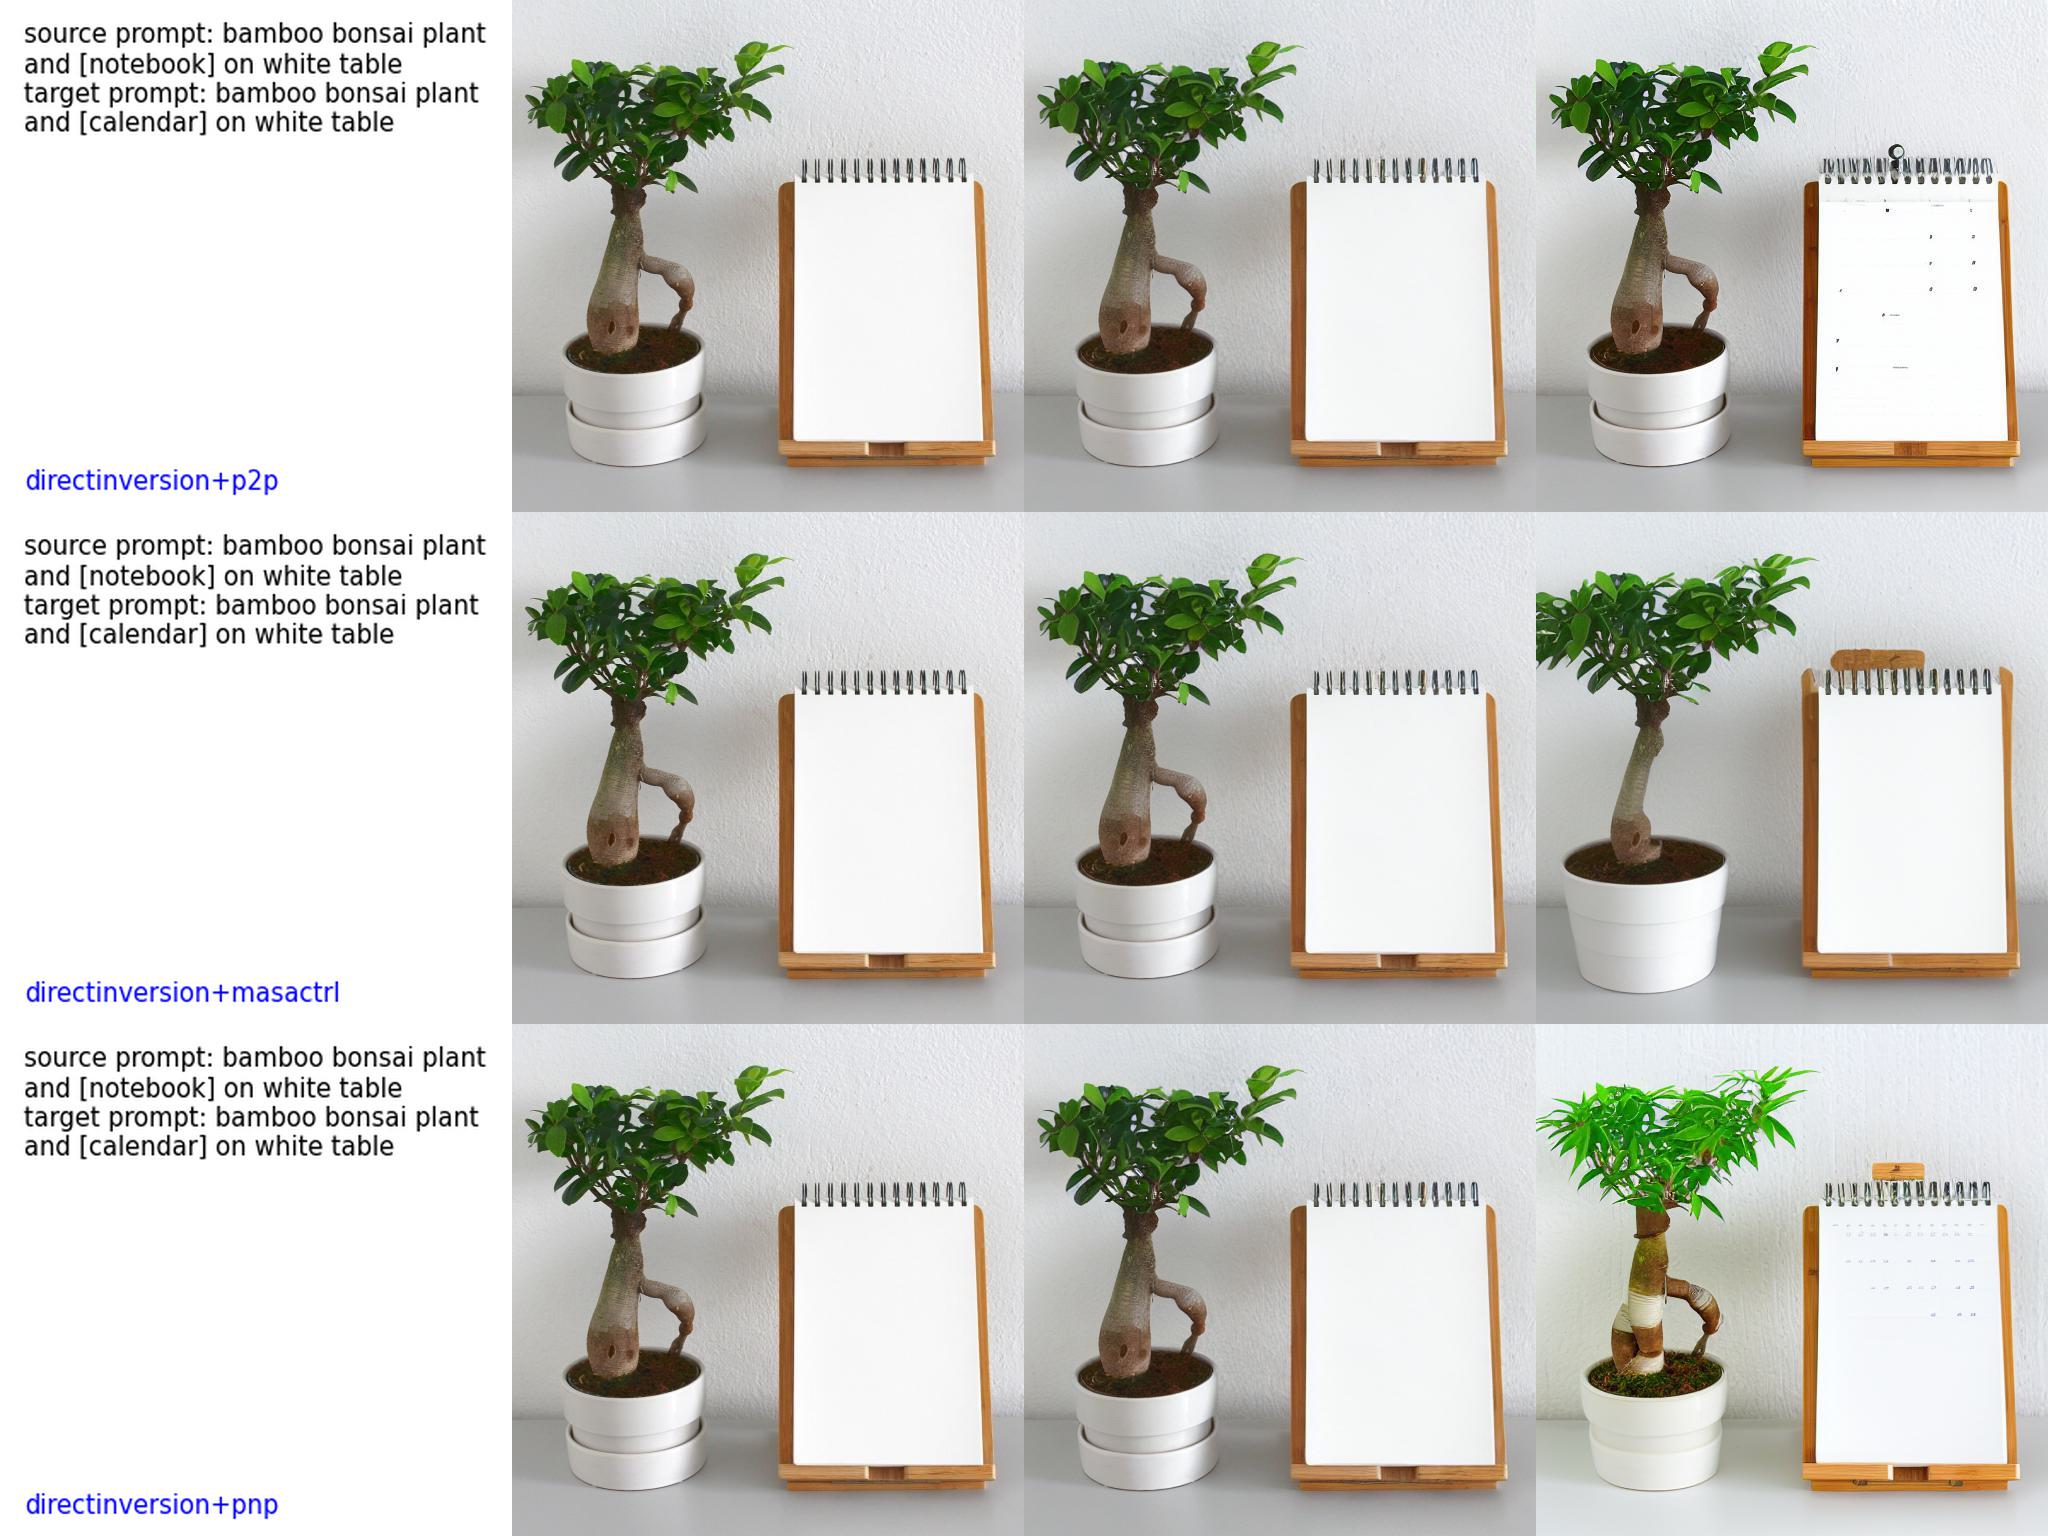 source prompt: bamboo bonsai plant
and [notebook] on white table
target prompt: bamboo bonsai plant
and [calendar] on white table
directinversion+p2p
source prompt: bamboo bonsai plant
and [notebook] on white table
target prompt: bamboo bonsai plant
and [calendar] on white table
directinversion+masactrl
source prompt: bamboo bonsai plant
and [notebook] on white table
target prompt: bamboo bonsai plant
and [calendar] on white table
directinversion+pnp